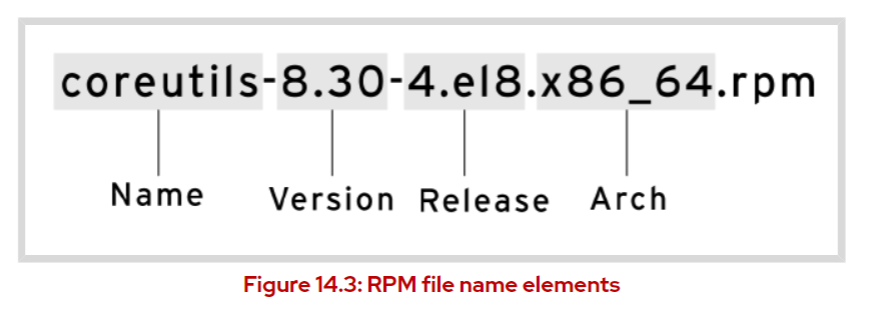 coreutils-8.30-4.el8.x86_64.rpm
Name Version Release Arch
Figure 14.3: RPM file name elements